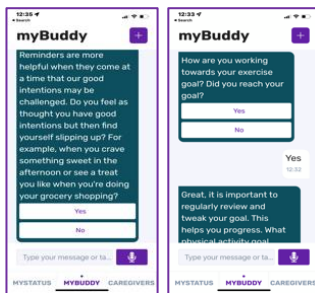 12:35
Search
myBuddy
+
Reminders are more
helpful when they come at
a time that our good
intentions may be
challenged. Do you feel as
thought you have good
intentions but then find
yourself slipping up? For
example, when you crave
something sweet in the
afternoon or see a treat
you like when you're doing
your grocery shopping?
Yes
No
Type your message or ta...
MYSTATUS MYBUDDY CAREGIVERS
12:33
Search
myBuddy
+
How are you working
towards your exercise
goal? Did you reach your
goal?
Yes
No
Yes
12:32
Great, it is important to
regularly review and
tweak your goal. This
helps you progress. What
physical activity goal
Type your message or ta...
MYSTATUS MYBUDDY CAREGIVERS